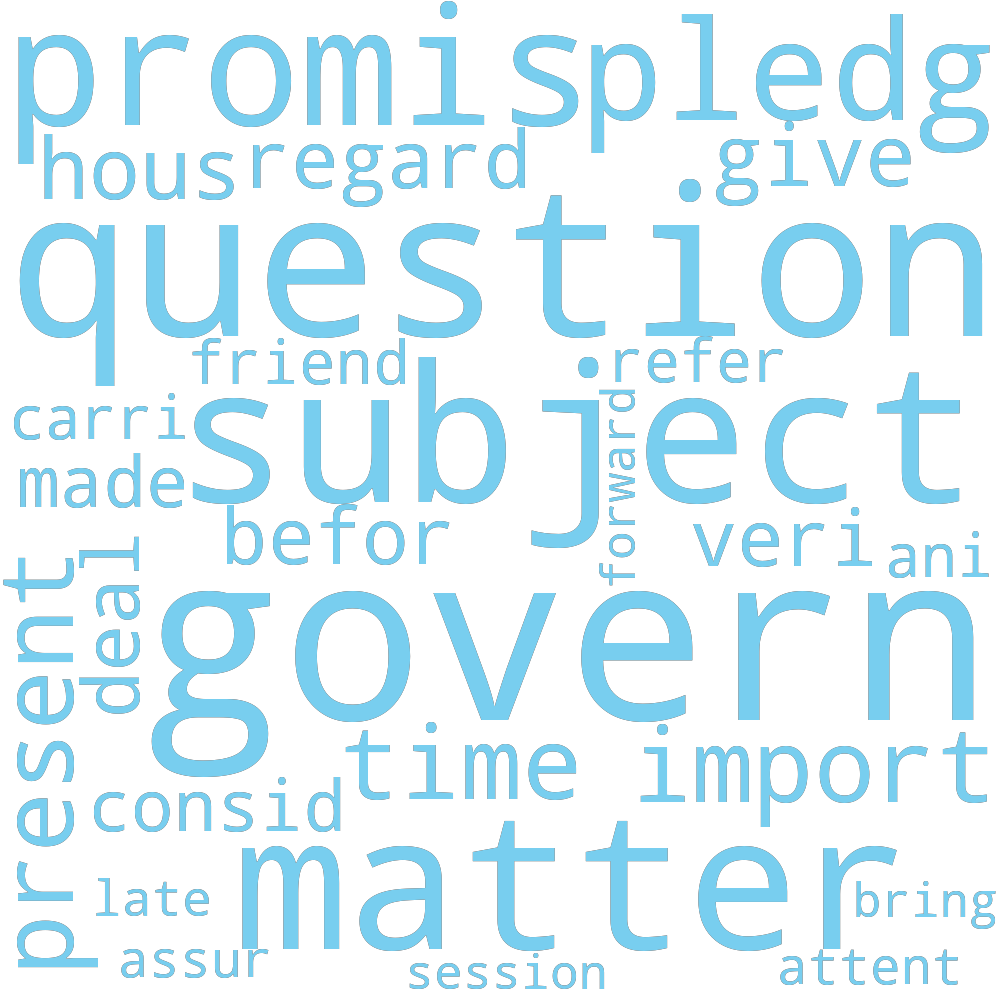 promis pledg
hous regard give
question
friend refer
carri subject
forward
made
befor veri ani
present deal
govern
time import
consid
matter
late bring
assur session attent